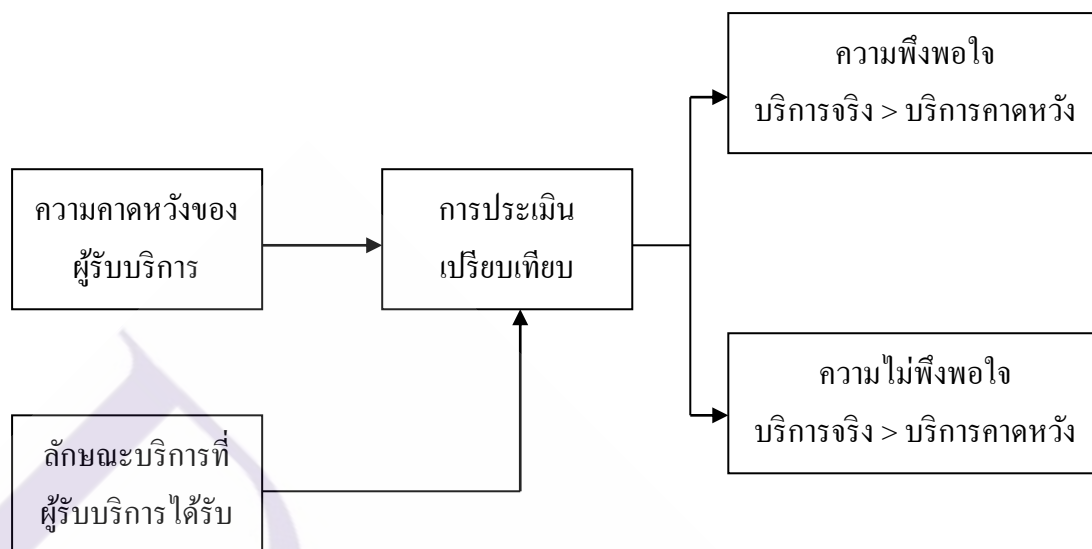 ความพึงพอใจ
บริการจริง > บริการคาดหวัง
ความคาดหวังของ
ผู้รับบริการ
การประเมิน
เปรียบเทียบ
ความไม่พึงพอใจ
บริการจริง > บริการคาดหวัง
ลักษณะบริการที่
ผู้รับบริการได้รับ